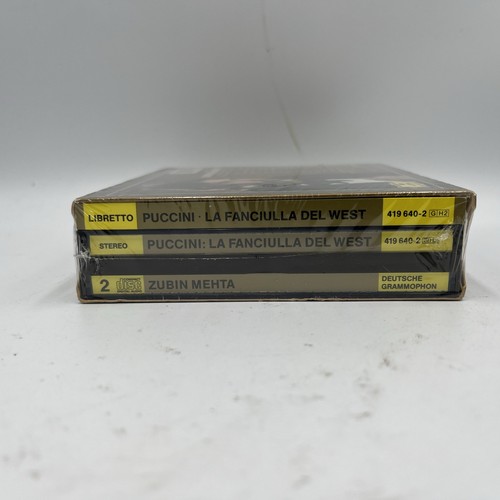 LIBRETTO PUCCINI · LA FANCIULLA DEL WEST 419 640-2 GH2
STEREO PUCCINI: LA FANCIULLA DEL WEST 419 640-2
2 ZUBIN MEHTA DEUTSCHE
GRAMMOPHON